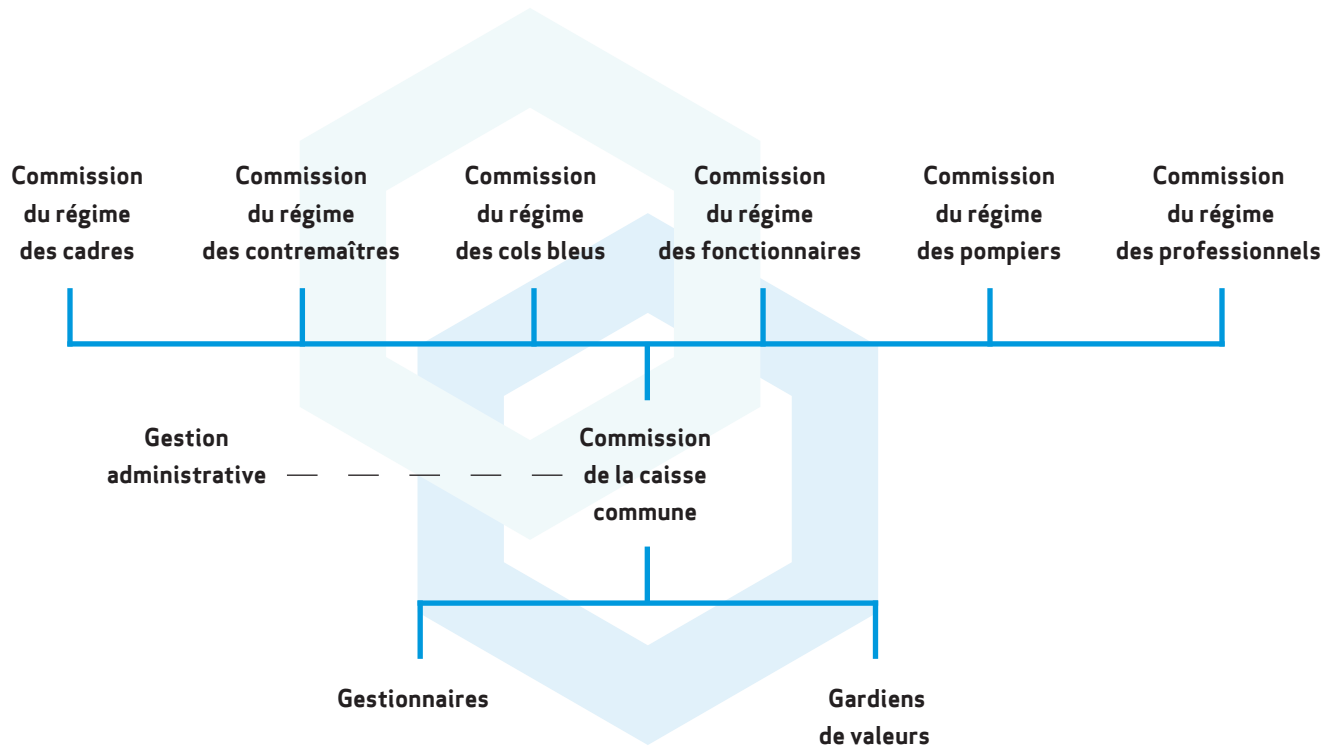 Commission
du régime
des cadres
Commission
du régime
des contremaîtres
Commission
du régime
des cols bleus
Commission
du régime
des fonctionnaires
Commission
du régime
des pompiers
Commission
du régime
des professionnels
Gestion
administrative
Commission
de la caisse
commune
Gestionnaires
Gardiens
de valeurs